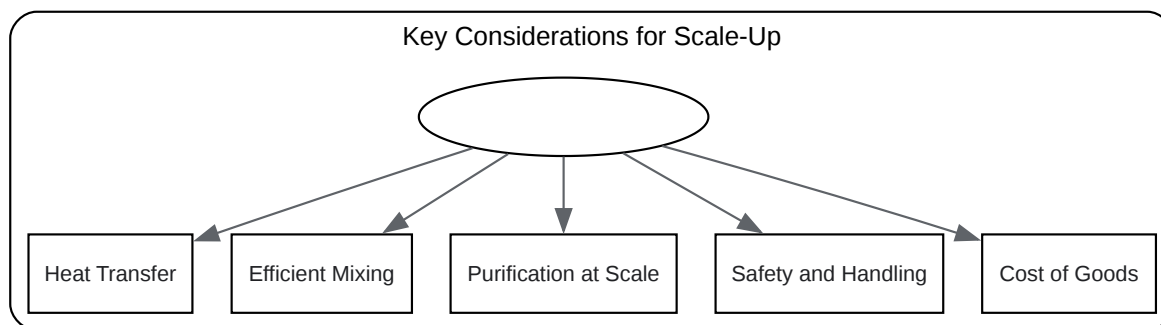 Key Considerations for Scale-Up
Heat Transfer
Efficient Mixing
Purification at Scale
Safety and Handling
Cost of Goods